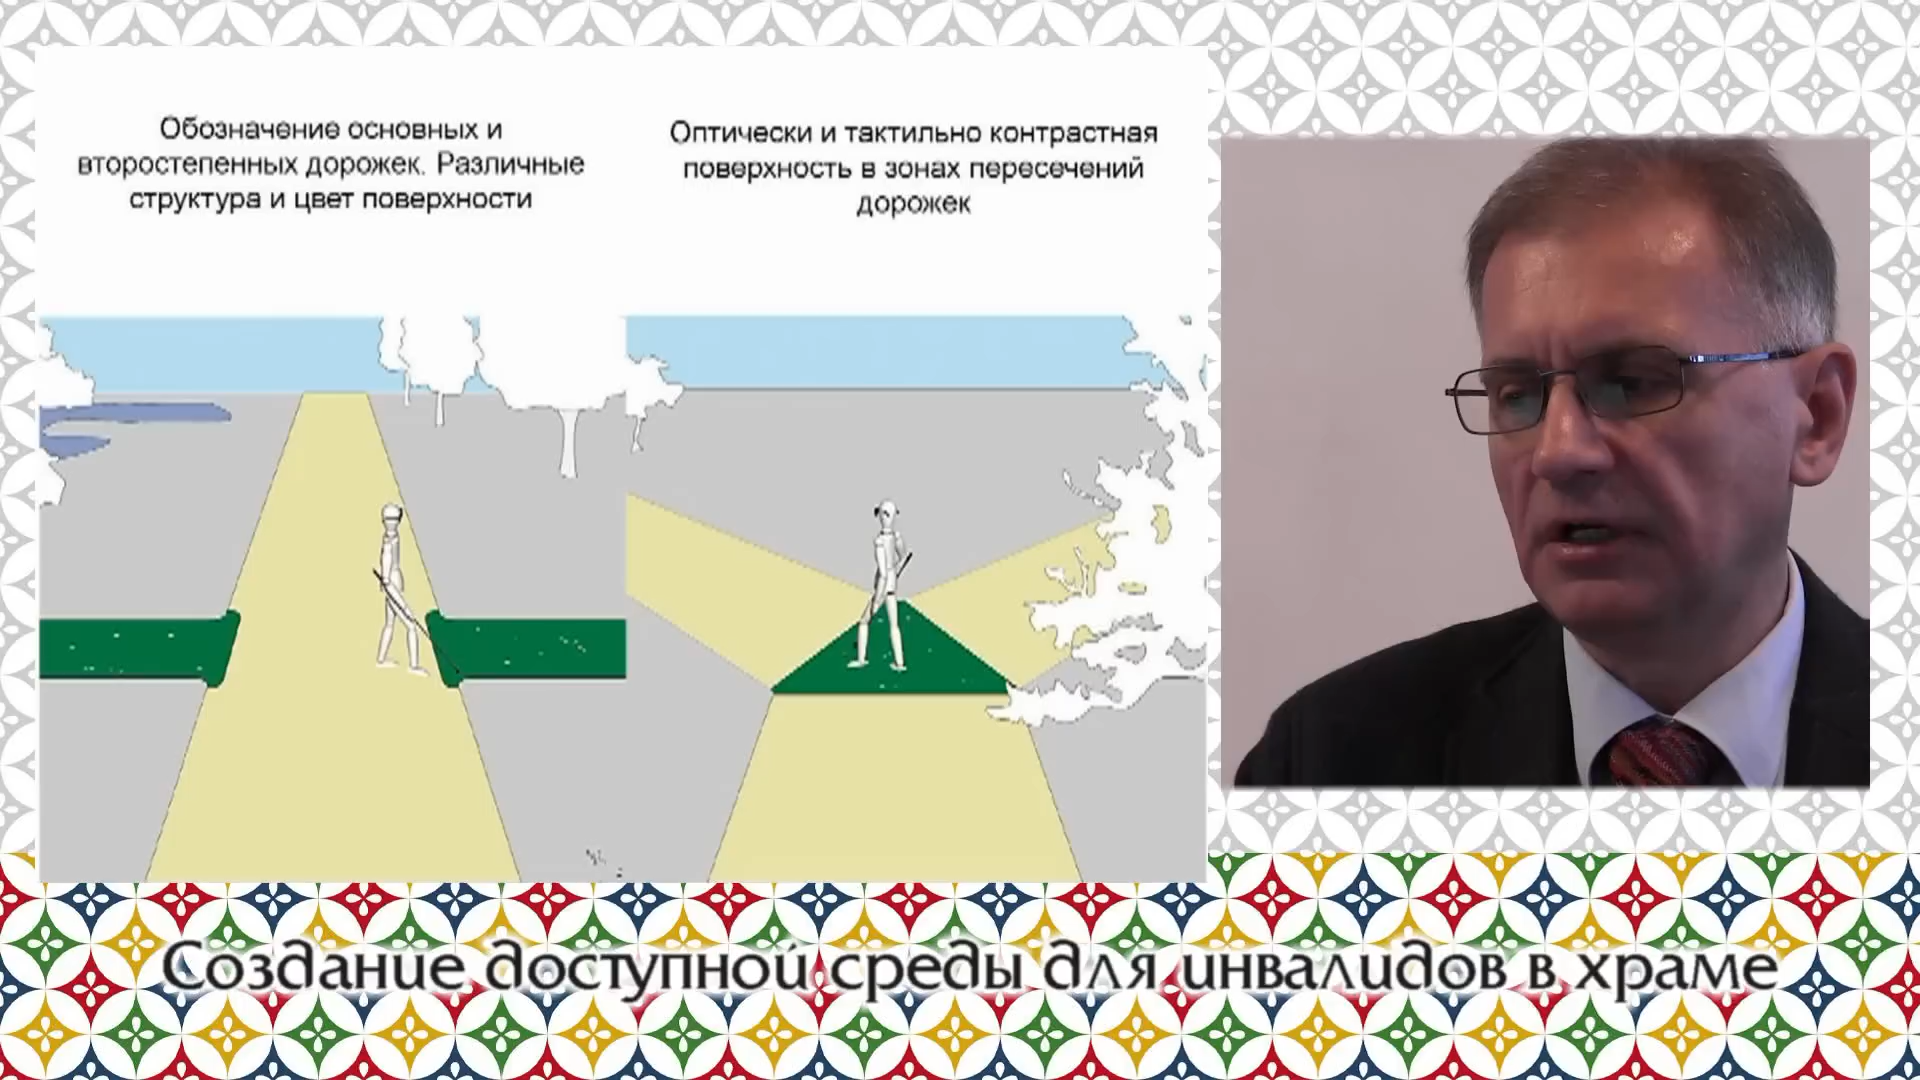 Обозначение основных и
второстепенных дорожек. Различные
структура и цвет поверхности
Оптически и тактильно контрастная
поверхность в зонах пересечений
дорожек
Создание доступной среды для инвалидов в храме